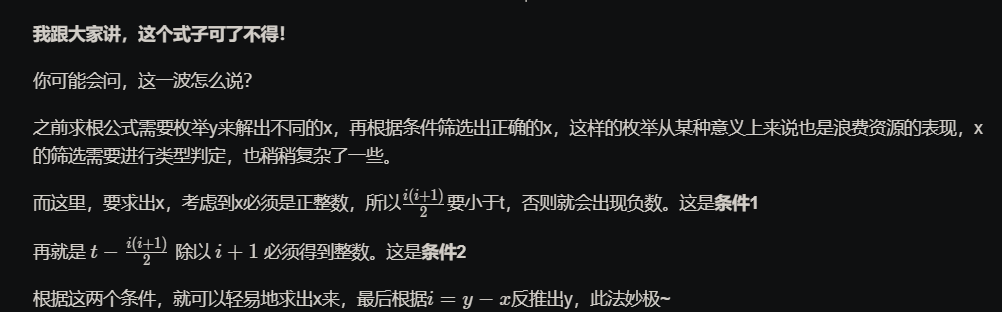 我跟大家讲，这个式子可了不得！
你可能会问，这一波怎么说？
之前求根公式需要枚举y来解出不同的x，再根据条件筛选出正确的x，这样的枚举从某种意义上来说也是浪费资源的表现，x
的筛选需要进行类型判定，也稍稍复杂了一些。
而这里，要求出x，考虑到x必须是正整数，所以$\frac{i(i+1)}{2}$要小于t，否则就会出现负数。这是条件1
再就是 $t-\frac{i(i+1)}{2}$ 除以 $i+1$ 必须得到整数。这是条件2
根据这两个条件，就可以轻易地求出x来，最后根据$i=y-x$反推出y，此法妙极~